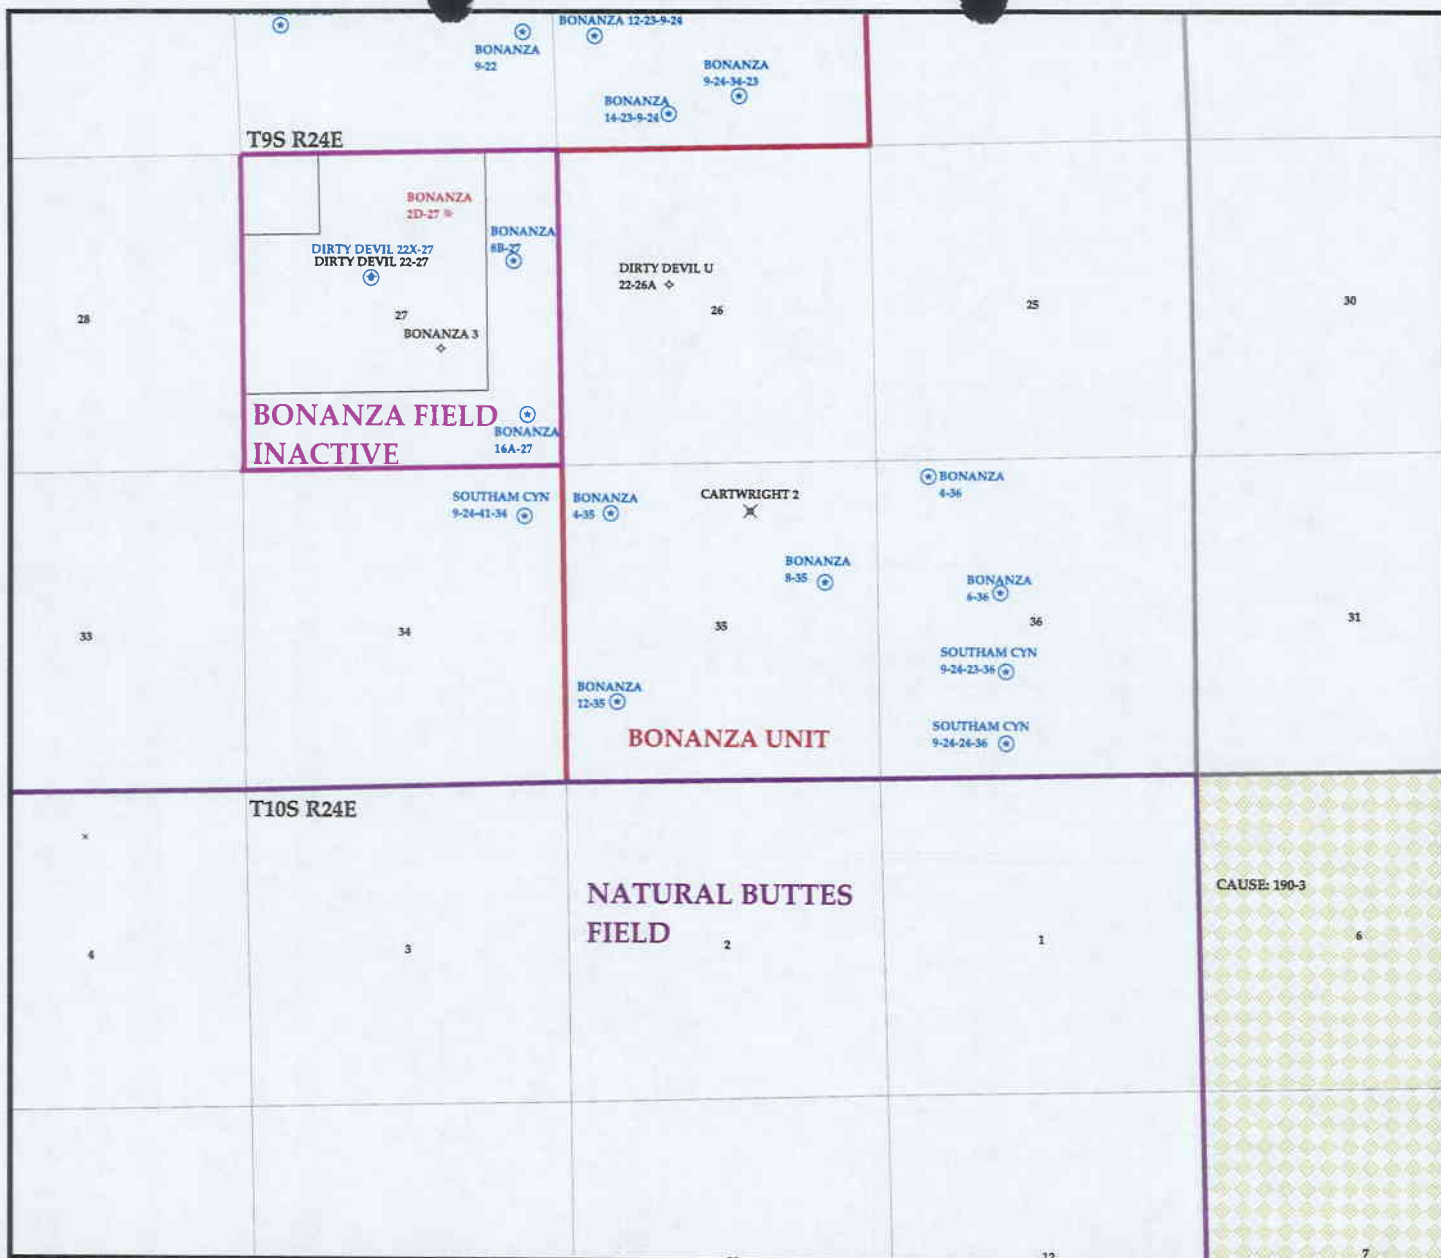 BONANZA 12-23-9-24
BONANZA
9-22
BONANZA
9-24-34-23
BONANZA
14-23-9-24
T9S R24E
BONANZA
2D-27
BONANZA
8B-27
DIRTY DEVIL 22X-27
DIRTY DEVIL 22-27
DIRTY DEVIL U
22-26A
28
27
26
25
30
BONANZA 3
BONANZA FIELD
INACTIVE
BONANZA
16A-27
SOUTHAM CYN
9-24-41-34
BONANZA
4-35
CARTWRIGHT 2
BONANZA
4-36
BONANZA
8-35
BONANZA
6-36
33
34
35
36
31
SOUTHAM CYN
9-24-23-36
BONANZA
12-35
BONANZA UNIT
SOUTHAM CYN
9-24-24-36
T10S R24E
NATURAL BUTTES
FIELD
CAUSE: 190-3
4
3
2
1
6
12
7